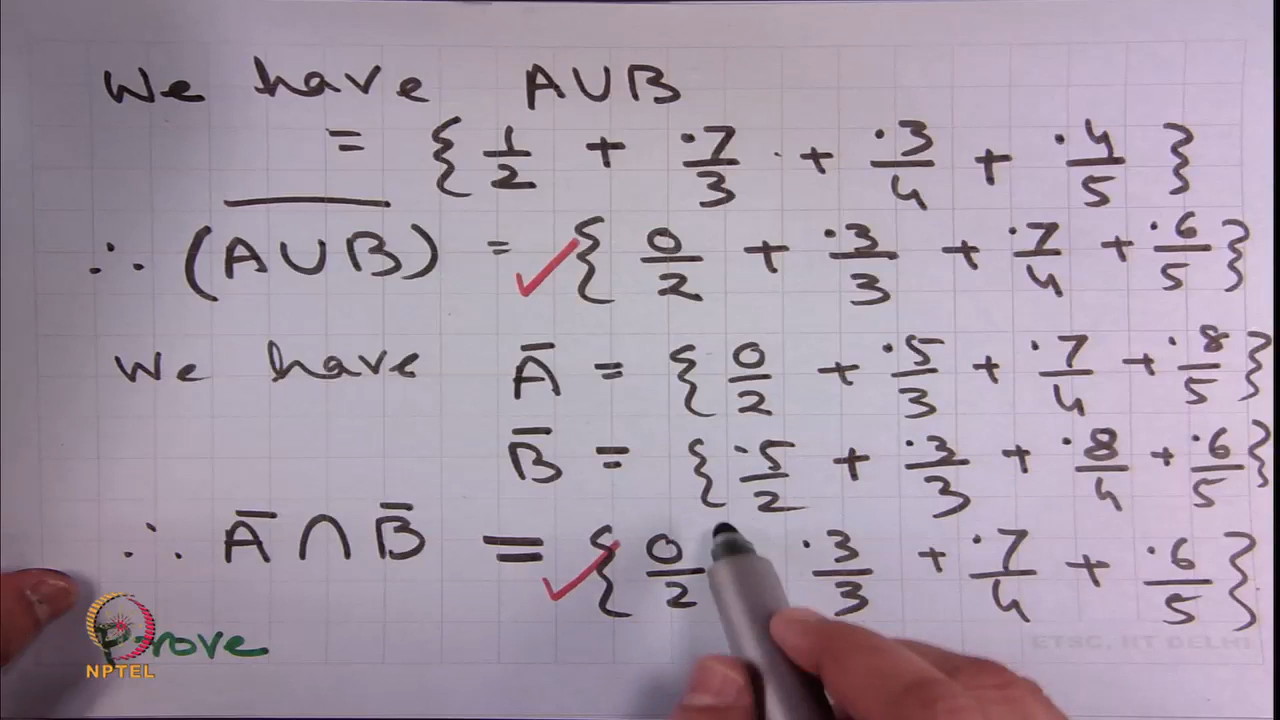 We have A∪B
= { 1/2 + .7/3 + .3/4 + .4/5 }
∴ (A̅∪̅B̅) = ✓ { 0/2 + .3/3 + .7/4 + .6/5 }
We have A̅ = { 0/2 + .5/3 + .7/4 + .8/5 }
B̅ = { .5/2 + .3/3 + .8/4 + .6/5 }
∴ A̅ ∩ B̅ = ✓ { 0/2 .3/3 + .7/4 + .6/5 }
Prove
NPTEL
ETSC, IIT DELHI